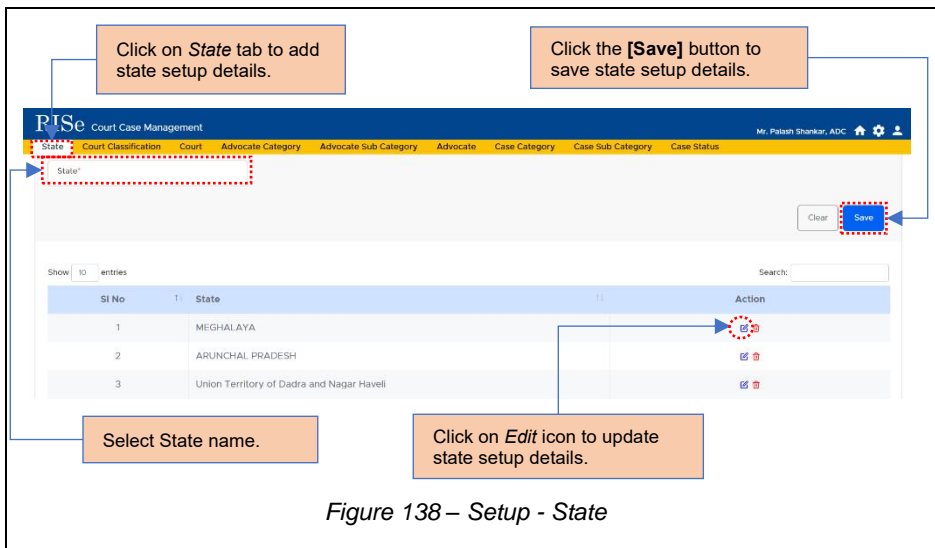 Click on State tab to add
state setup details.
Click the [Save] button to
save state setup details.
RISe Court Case Management
Mr. Palash Shankar, ADC
State Court Classification Court Advocate Category Advocate Sub Category Advocate Case Category Case Sub Category Case Status
State*
Clear Save
Show 10 entries
Search:
SI No State Action
1 MEGHALAYA
2 ARUNCHAL PRADESH
3 Union Territory of Dadra and Nagar Haveli
Select State name.
Click on Edit icon to update
state setup details.
Figure 138 – Setup - State